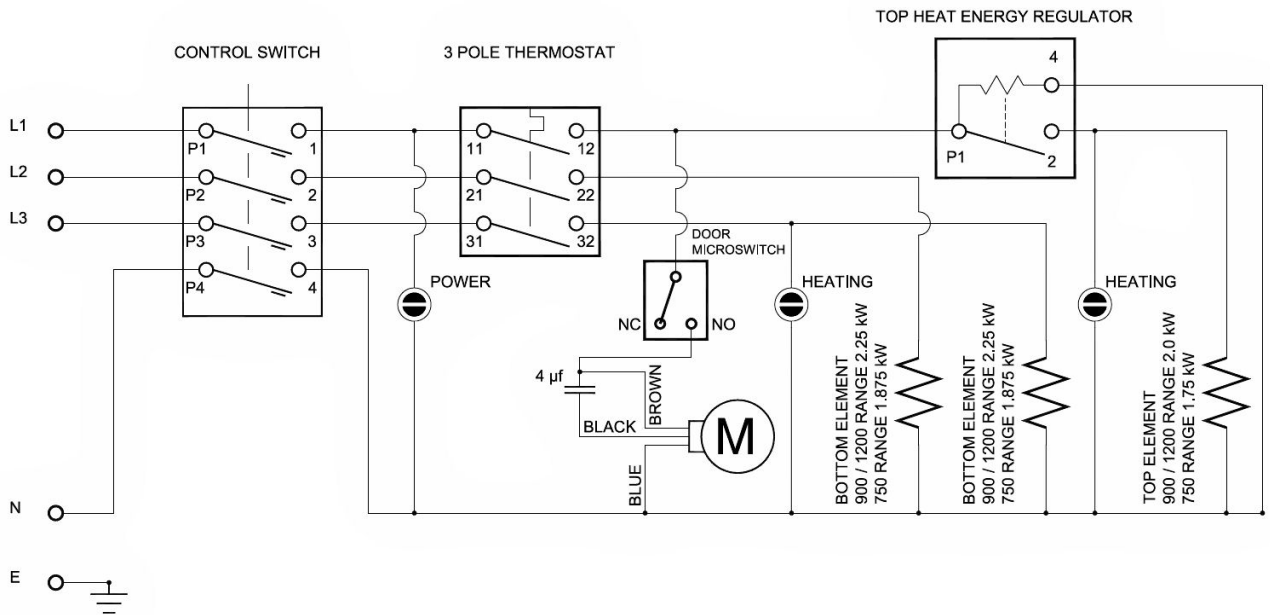 TOP HEAT ENERGY REGULATOR
CONTROL SWITCH
3 POLE THERMOSTAT
4
P1
2
L1
P1
1
11
12
L2
P2
2
21
22
L3
P3
3
31
32
P4
4
DOOR
MICROSWITCH
NC
NO
POWER
HEATING
HEATING
4 µf
BROWN
BLACK
BLUE
M
BOTTOM ELEMENT
900 / 1200 RANGE 2.25 kW
750 RANGE 1.875 kW
BOTTOM ELEMENT
900 / 1200 RANGE 2.25 kW
750 RANGE 1.875 kW
TOP ELEMENT
900 / 1200 RANGE 2.0 kW
750 RANGE 1.75 kW
N
E